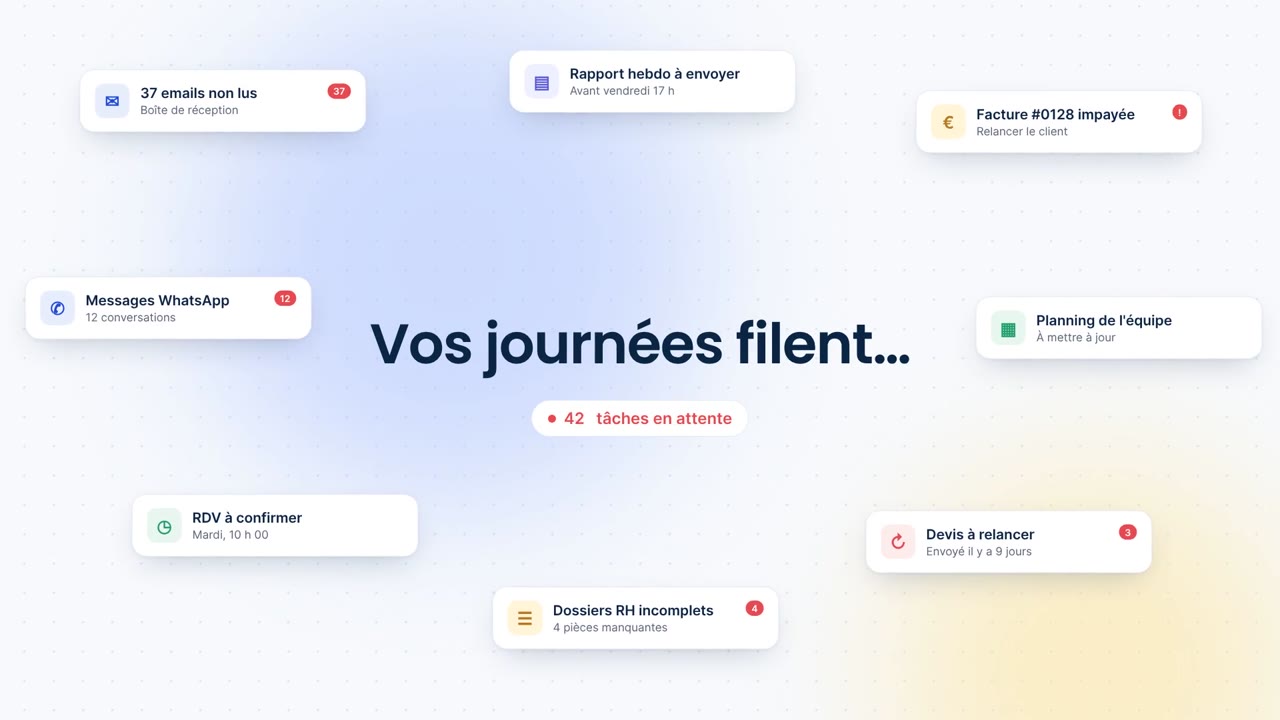 Rapport hebdo à envoyer
Avant vendredi 17 h
37 emails non lus
37
Boîte de réception
Facture #0128 impayée
!
Relancer le client
Messages WhatsApp
12
12 conversations
Planning de l'équipe
À mettre à jour
Vos journées filent...
42 tâches en attente
RDV à confirmer
Mardi, 10 h 00
Devis à relancer
3
Envoyé il y a 9 jours
Dossiers RH incomplets
4
4 pièces manquantes